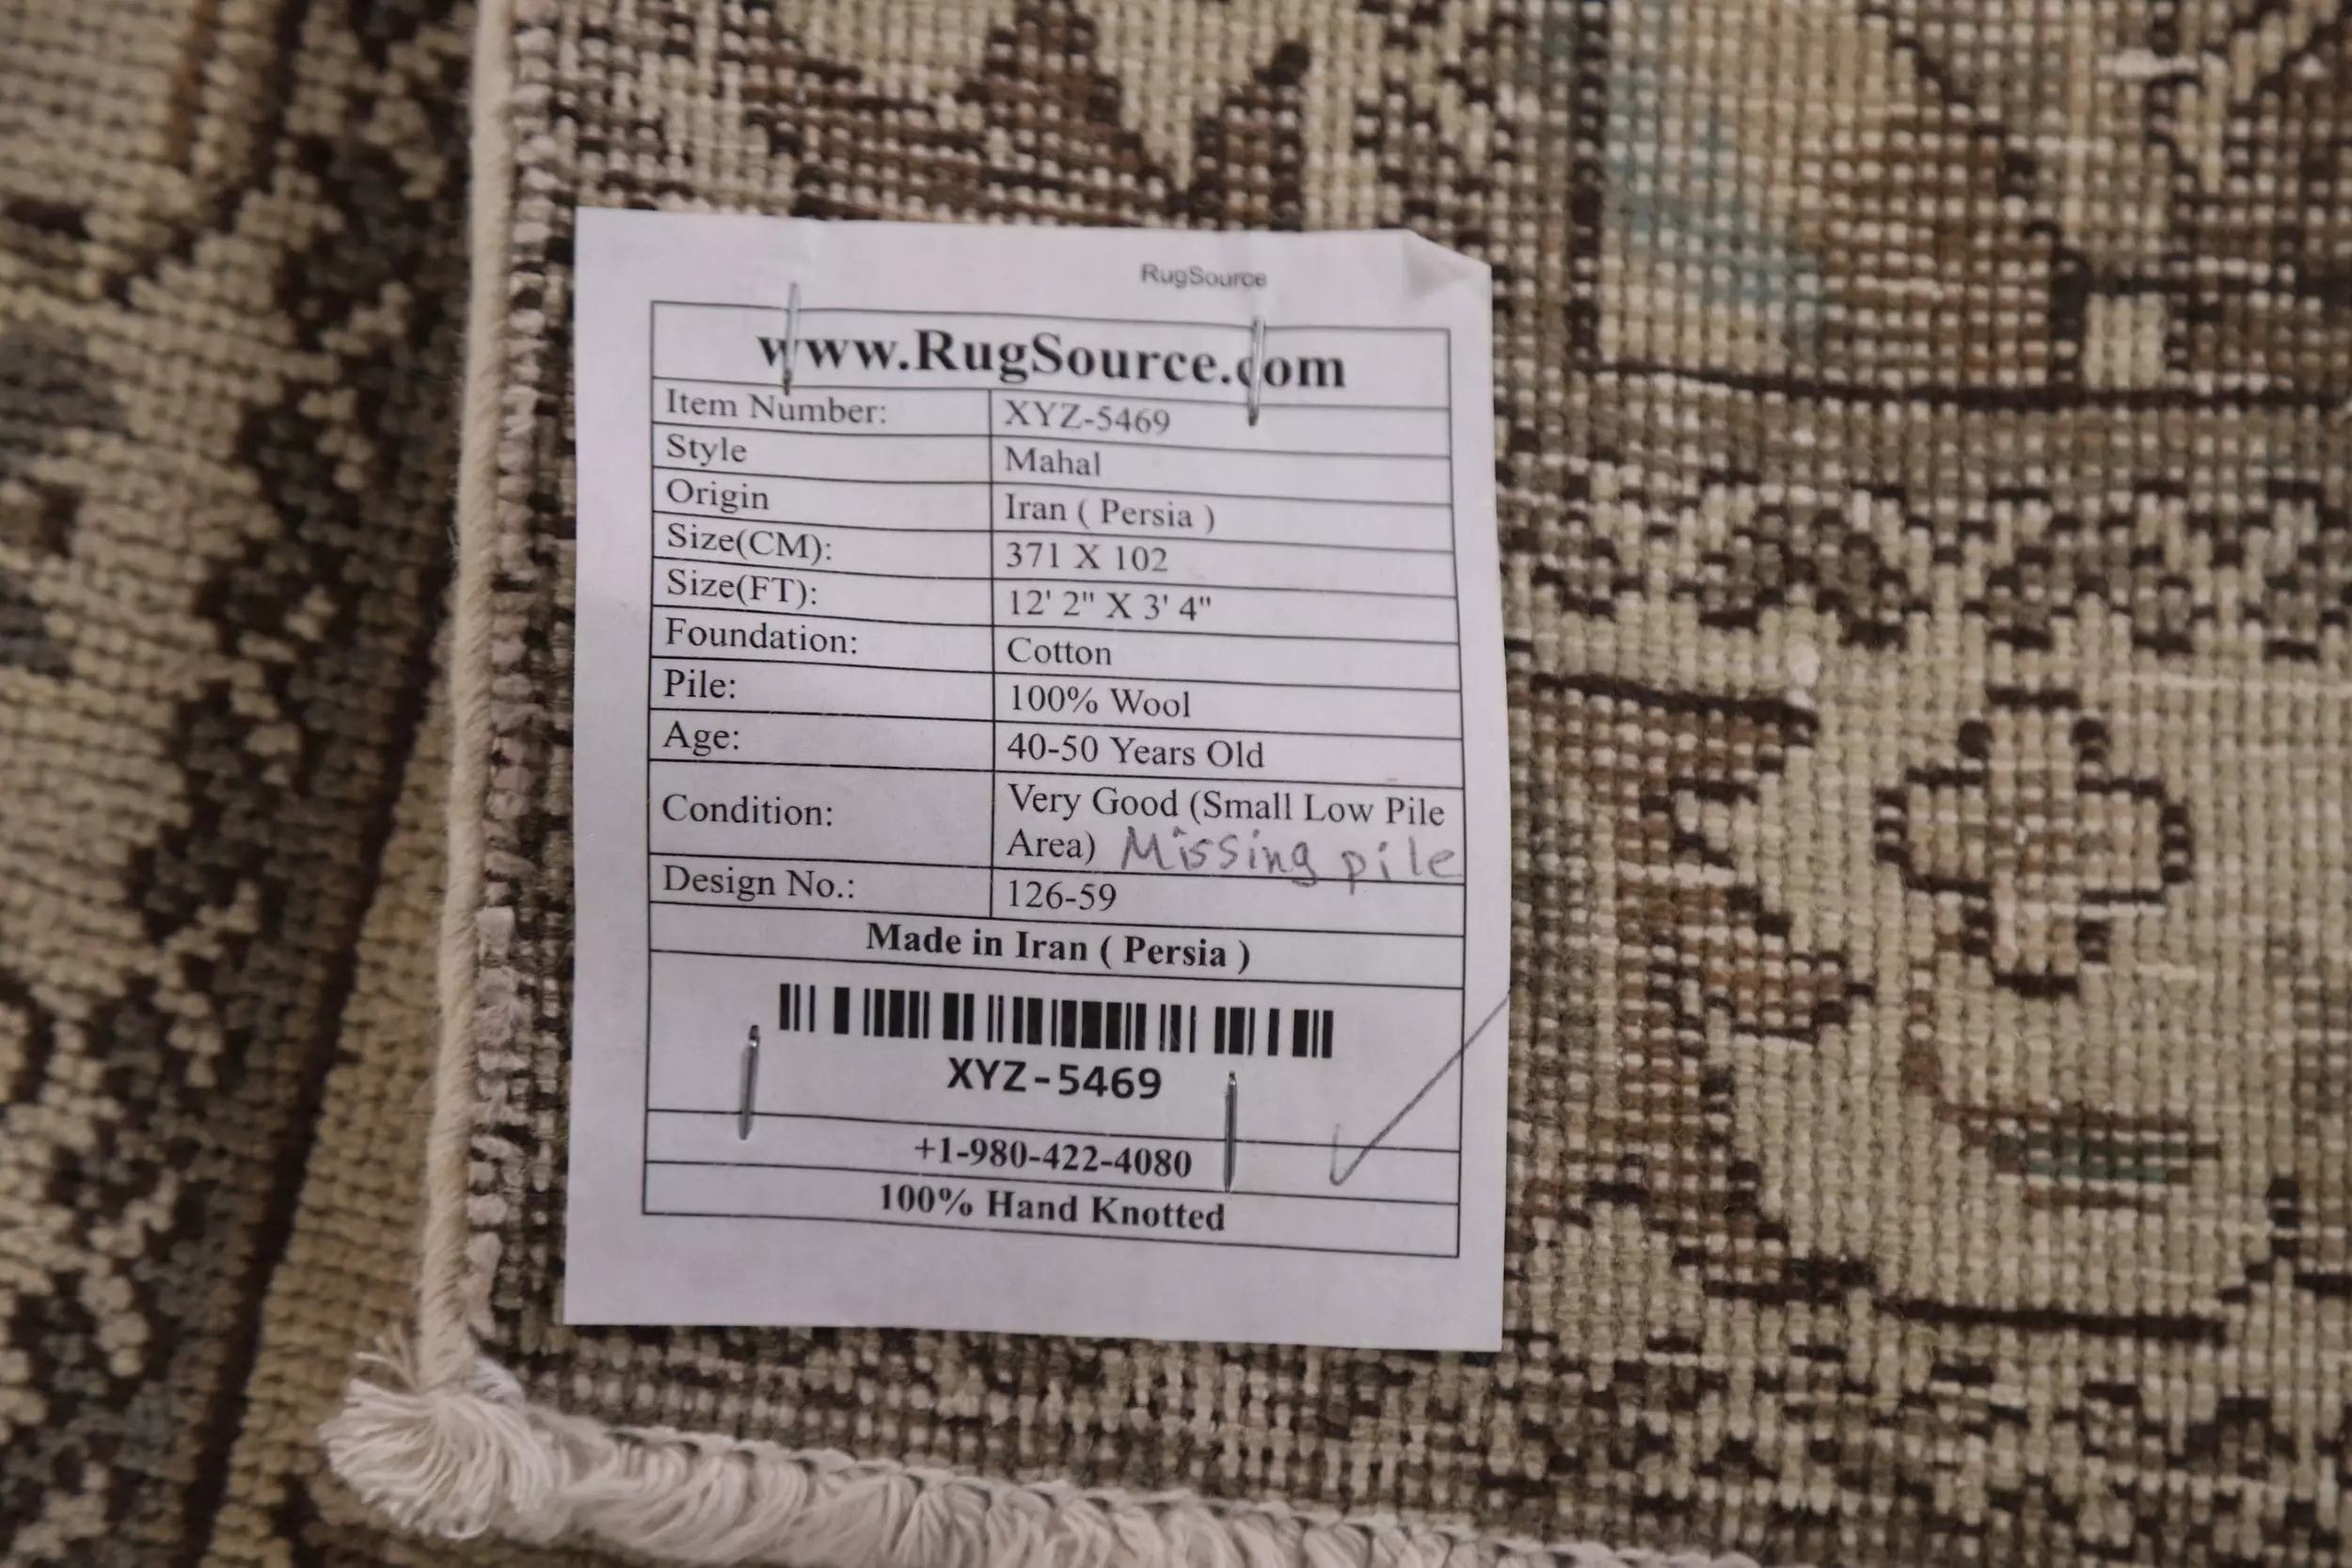 RugSource
www.RugSource.com
Item Number: XYZ-5469
Style Mahal
Origin Iran ( Persia )
Size(CM): 371 X 102
Size(FT): 12' 2" X 3' 4"
Foundation: Cotton
Pile: 100% Wool
Age: 40-50 Years Old
Condition: Very Good (Small Low Pile
Area) Missing pile
Design No.: 126-59
Made in Iran ( Persia )
XYZ-5469
+1-980-422-4080
100% Hand Knotted